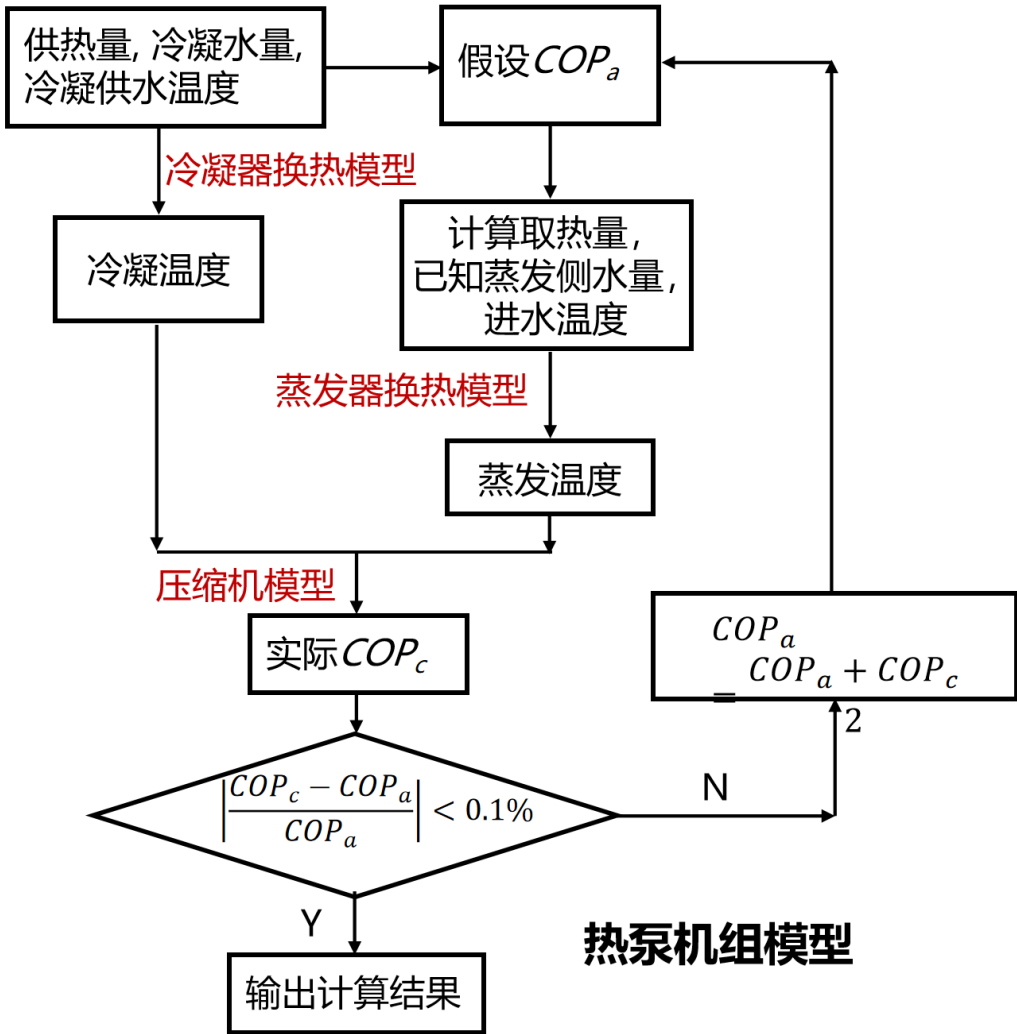 供热量, 冷凝水量,
冷凝供水温度
假设COPₐ
冷凝器换热模型
冷凝温度
计算取热量，
已知蒸发侧水量，
进水温度
蒸发器换热模型
蒸发温度
压缩机模型
实际COP_c
COPₐ
= COPₐ + COP_c
2
|COP_c − COPₐ / COPₐ| < 0.1%
N
Y
热泵机组模型
输出计算结果